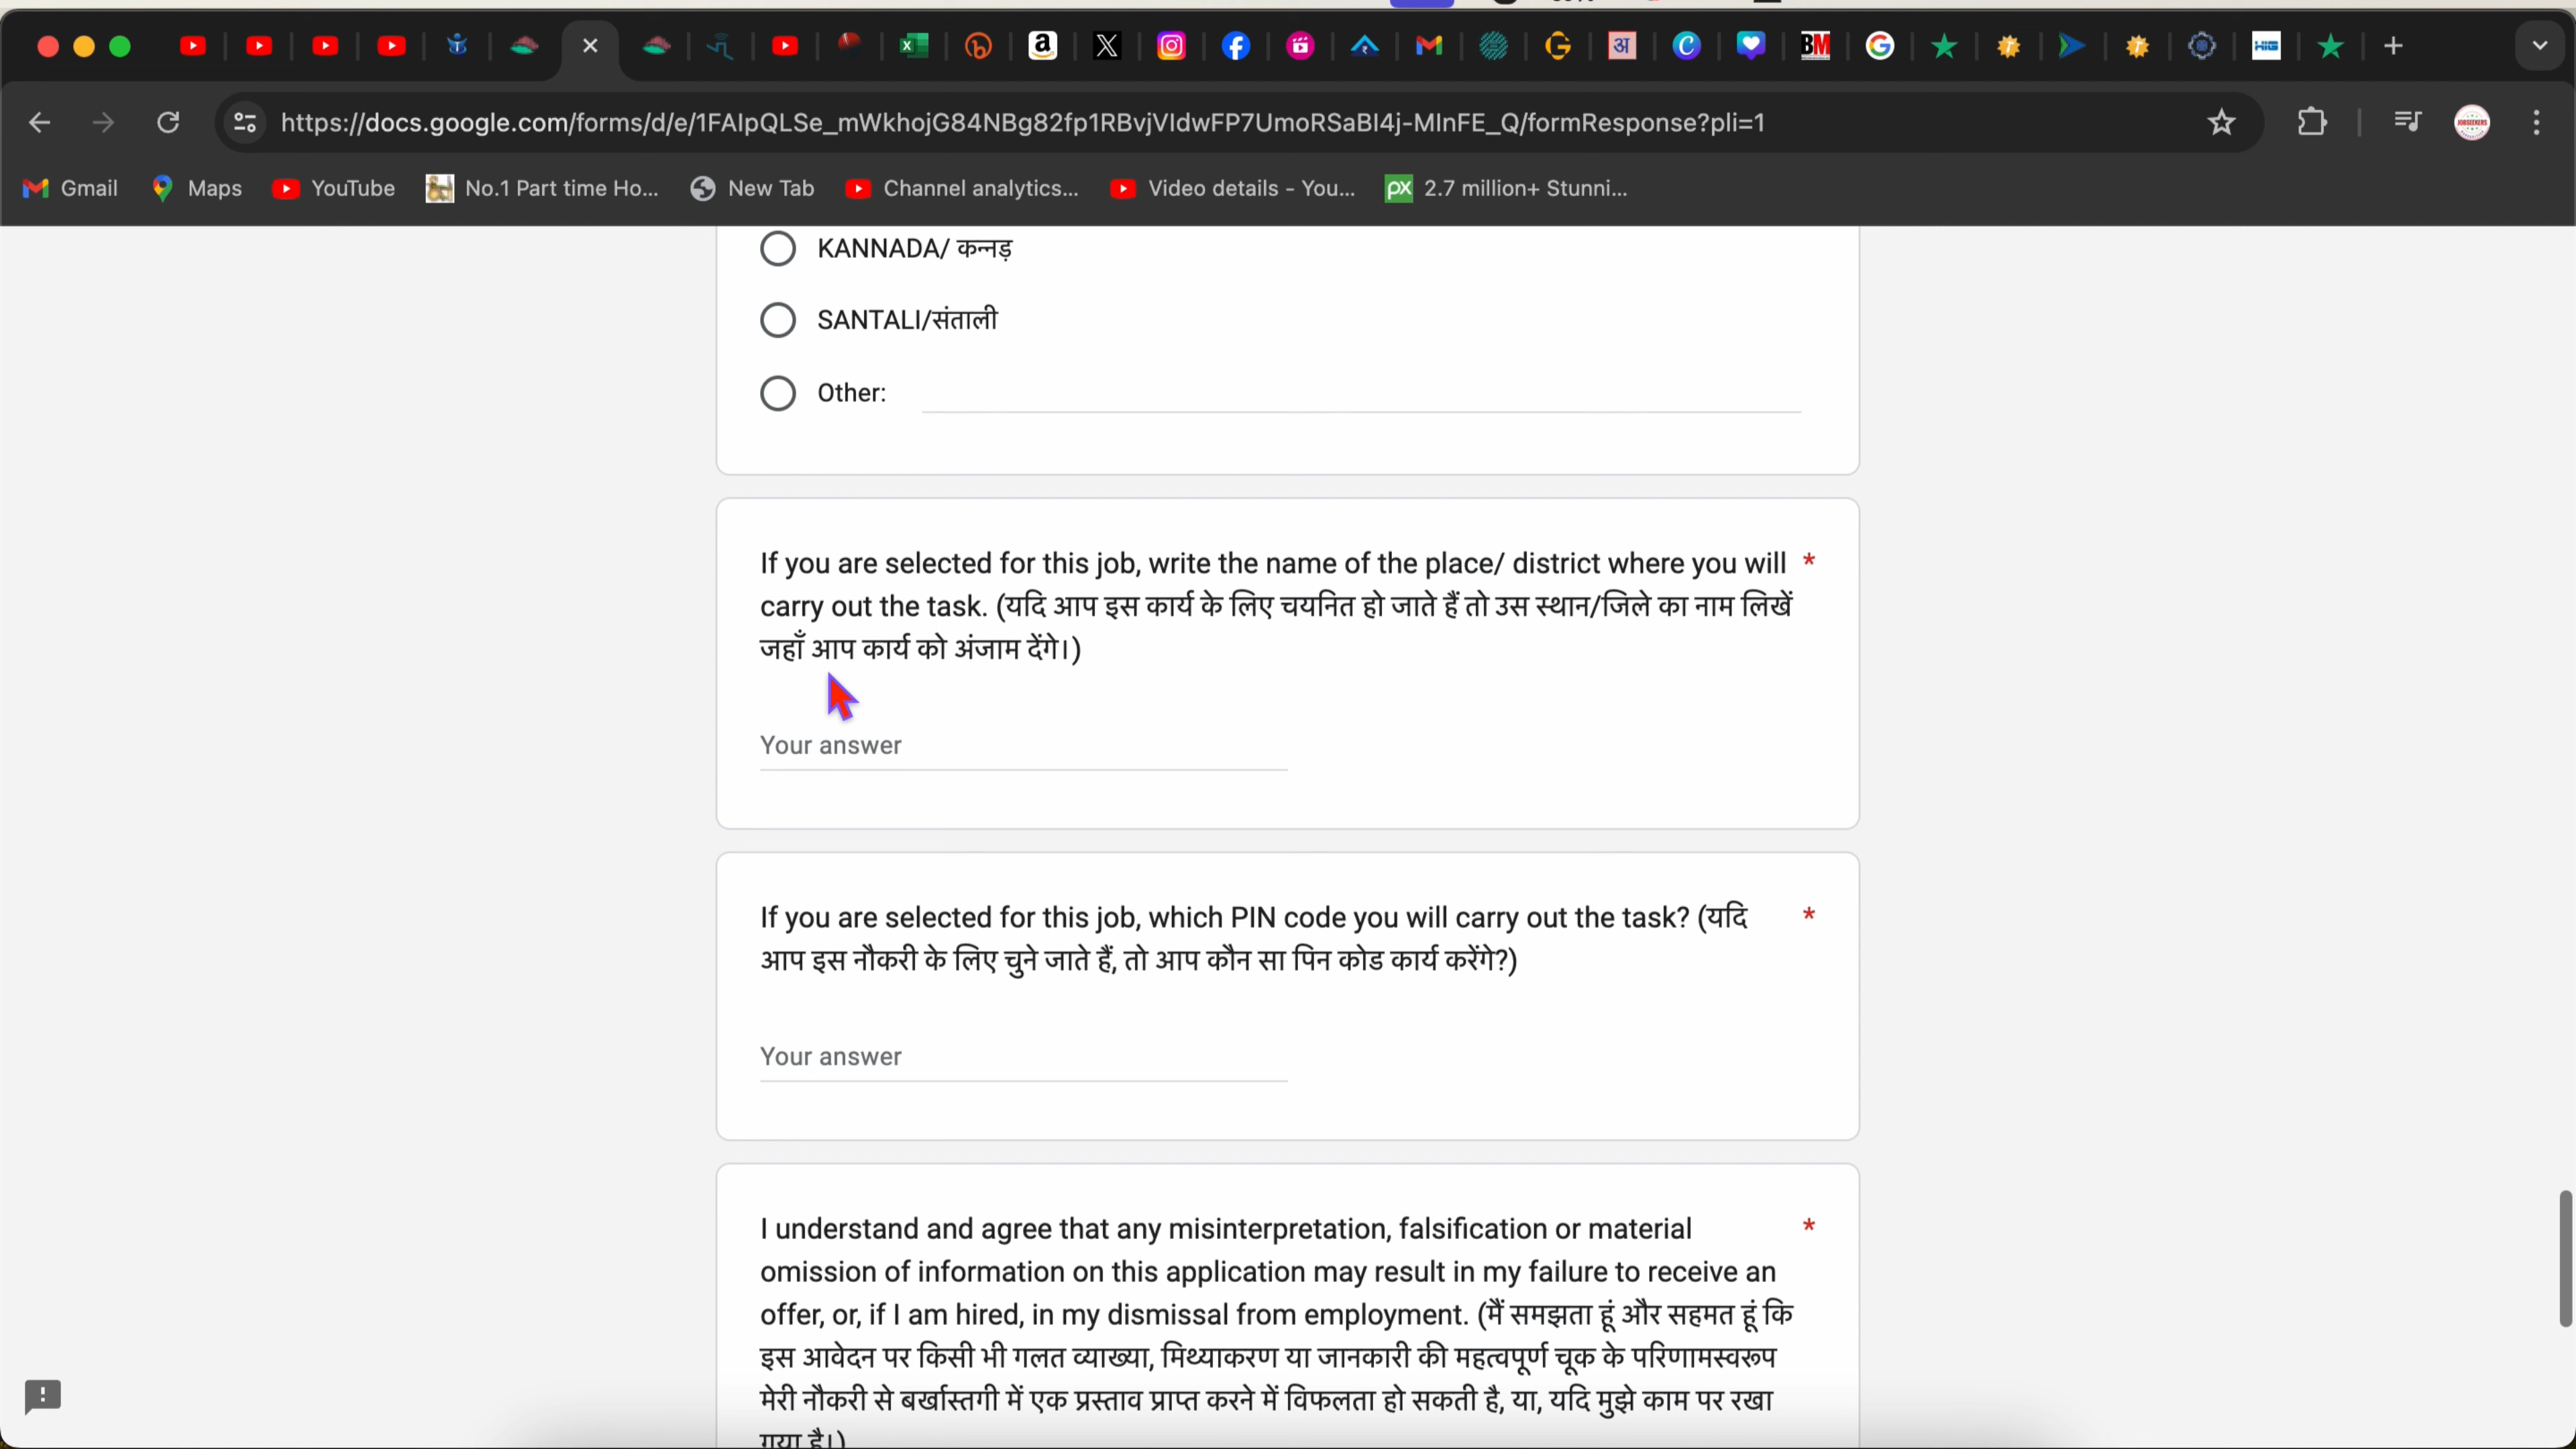 https://docs.google.com/forms/d/e/1FAIpQLSe_mWkhojG84NBg82fp1RBvjVIdwFP7UmoRSaBI4j-MInFE_Q/formResponse?pli=1
Gmail Maps YouTube No.1 Part time Ho... New Tab Channel analytics... Video details - You... 2.7 million+ Stunni...
KANNADA/ कन्नड़
SANTALI/संताली
Other:
If you are selected for this job, write the name of the place/ district where you will *
carry out the task. (यदि आप इस कार्य के लिए चयनित हो जाते हैं तो उस स्थान/जिले का नाम लिखें
जहाँ आप कार्य को अंजाम देंगे।)
Your answer
If you are selected for this job, which PIN code you will carry out the task? (यदि *
आप इस नौकरी के लिए चुने जाते हैं, तो आप कौन सा पिन कोड कार्य करेंगे?)
Your answer
I understand and agree that any misinterpretation, falsification or material *
omission of information on this application may result in my failure to receive an
offer, or, if I am hired, in my dismissal from employment. (मैं समझता हूं और सहमत हूं कि
इस आवेदन पर किसी भी गलत व्याख्या, मिथ्याकरण या जानकारी की महत्वपूर्ण चूक के परिणामस्वरूप
मेरी नौकरी से बर्खास्तगी में एक प्रस्ताव प्राप्त करने में विफलता हो सकती है, या, यदि मुझे काम पर रखा
गया है।)